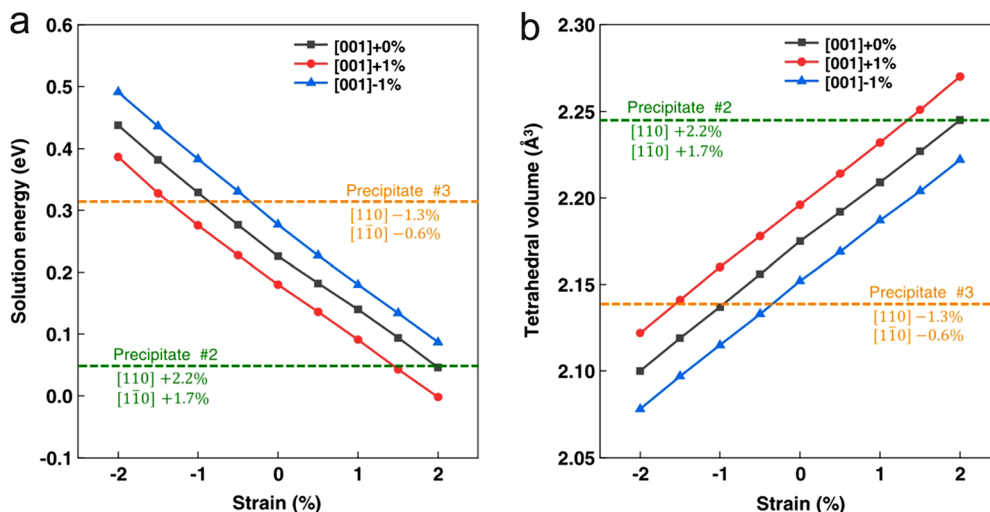 a
0.6
0.5
0.4
0.3
0.2
0.1
0.0
-0.1
Solution energy (eV)
[001]+0%
[001]+1%
[001]-1%
Precipitate #3
[110] −1.3%
[11̄0] −0.6%
Precipitate #2
[110] +2.2%
[11̄0] +1.7%
-2 -1 0 1 2
Strain (%)
b
2.30
2.25
2.20
2.15
2.10
2.05
Tetrahedral volume (Å³)
[001]+0%
[001]+1%
[001]-1%
Precipitate #2
[110] +2.2%
[11̄0] +1.7%
Precipitate #3
[110] −1.3%
[11̄0] −0.6%
-2 -1 0 1 2
Strain (%)